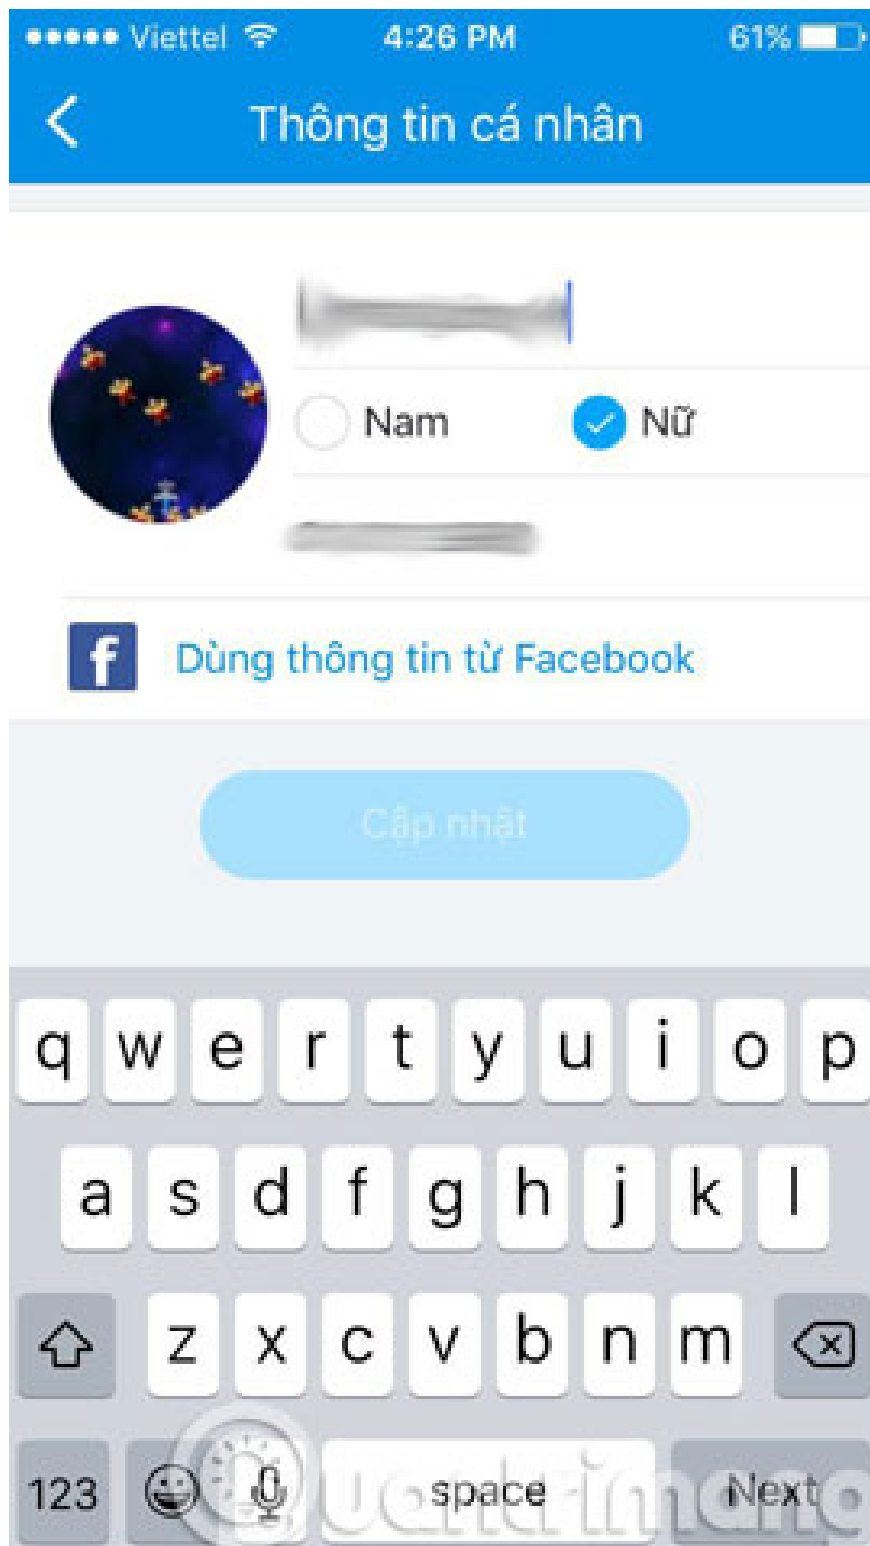 Viettel 4:26 PM 61%
Thông tin cá nhân
Nam Nữ
f Dùng thông tin từ Facebook
Cập nhật
q w e r t y u i o p
a s d f g h j k l
z x c v b n m
123 space Next
Quantrimang